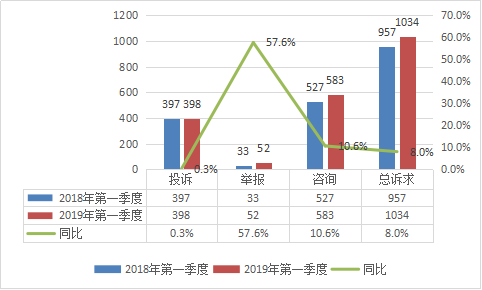 1200 70.0%
1000 60.0%
800 50.0%
600 40.0%
400 30.0%
200 20.0%
0 10.0%
0.0%
397 398 33 52 527 583 957 1034
0.3% 57.6% 10.6% 8.0%
投诉 举报 咨询 总诉求
2018年第一季度 397 33 527 957
2019年第一季度 398 52 583 1034
同比 0.3% 57.6% 10.6% 8.0%
2018年第一季度 2019年第一季度 同比